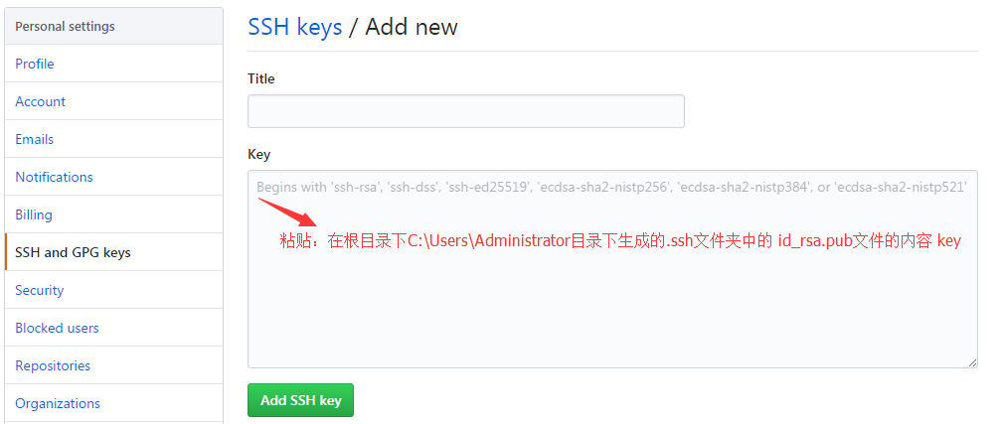 Personal settings
Profile
Account
Emails
Notifications
Billing
SSH and GPG keys
Security
Blocked users
Repositories
Organizations
SSH keys / Add new
Title
Key
Begins with 'ssh-rsa', 'ssh-dss', 'ssh-ed25519', 'ecdsa-sha2-nistp256', 'ecdsa-sha2-nistp384', or 'ecdsa-sha2-nistp521'
粘贴：在根目录下C:\Users\Administrator目录下生成的.ssh文件夹中的 id_rsa.pub文件的内容 key
Add SSH key